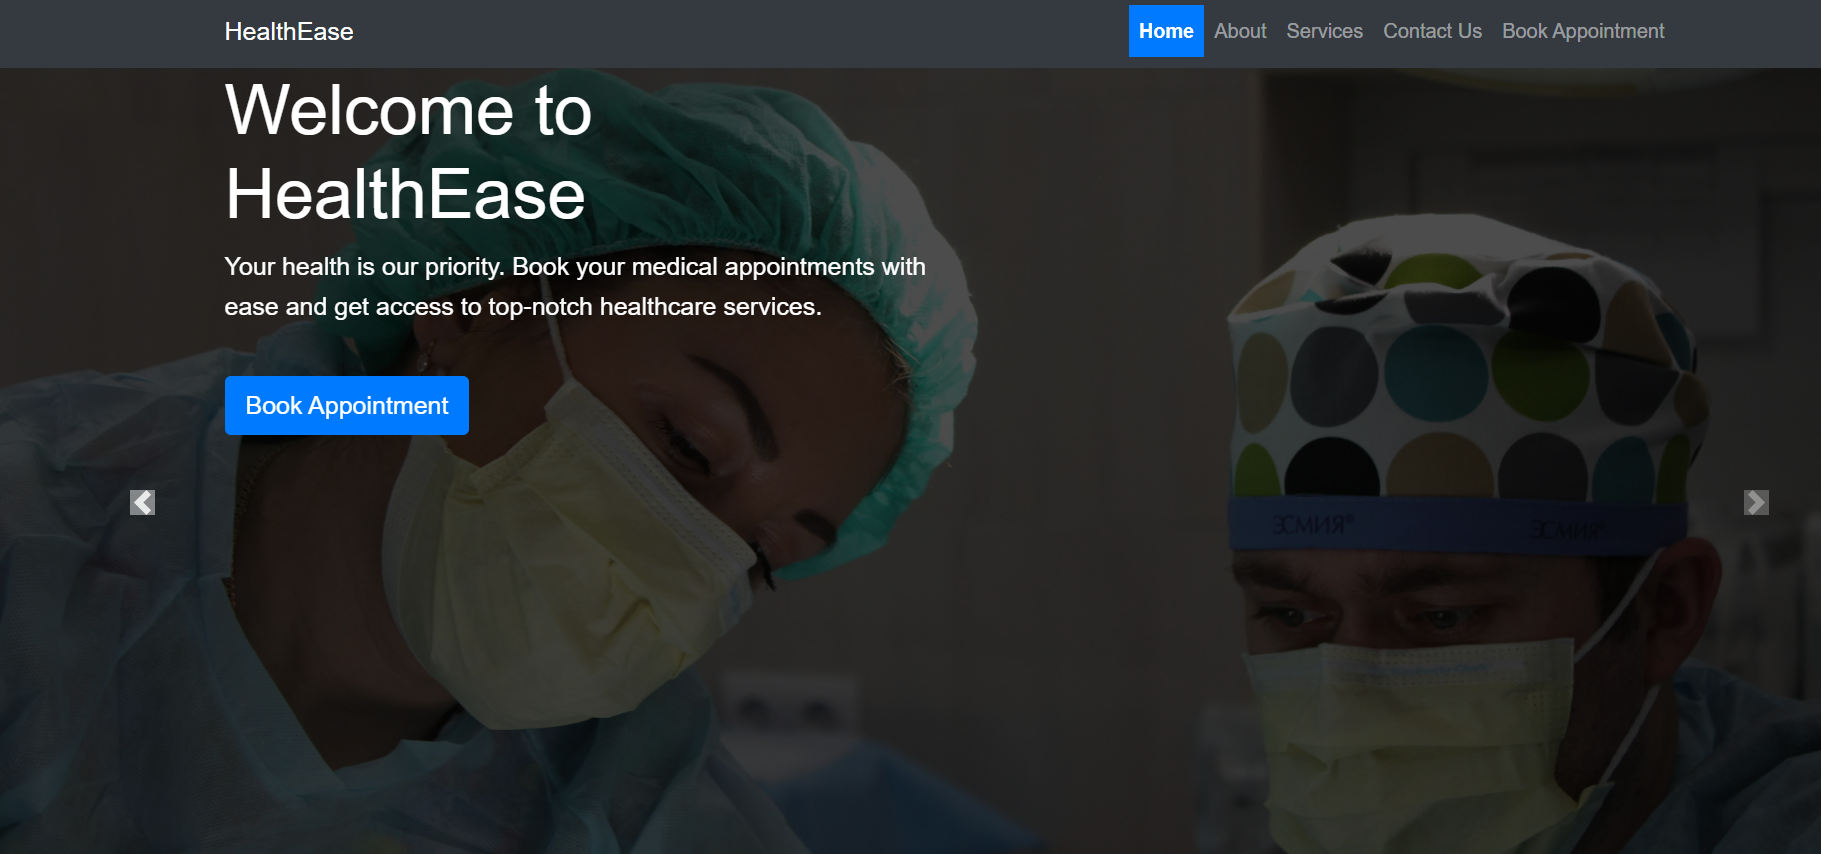 HealthEase
Home About Services Contact Us Book Appointment
Welcome to
HealthEase
Your health is our priority. Book your medical appointments with
ease and get access to top-notch healthcare services.
Book Appointment
ЭСМИЯ® ЭСМИЯ®